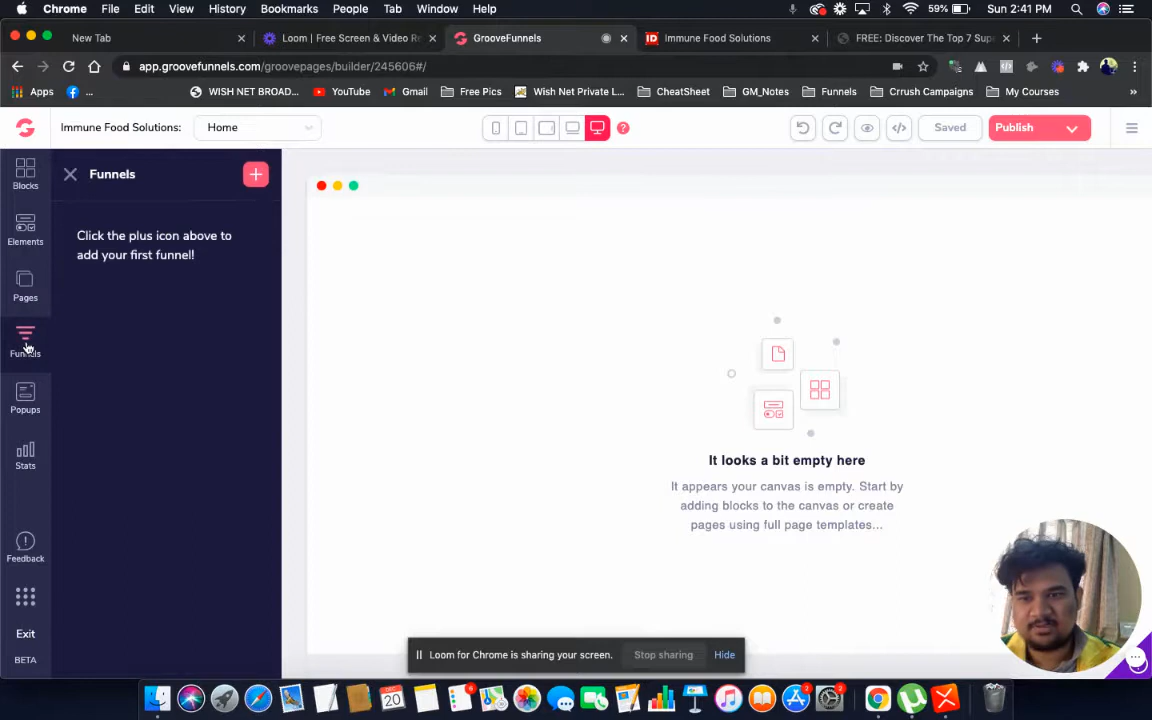 Chrome File Edit View History Bookmarks People Tab Window Help 59% Sun 2:41 PM
New Tab Loom | Free Screen & Video Re GrooveFunnels Immune Food Solutions FREE: Discover The Top 7 Supe
app.groovefunnels.com/groovepages/builder/245606#/
Apps ... WISH NET BROAD... YouTube Gmail Free Pics Wish Net Private L... CheatSheet GM_Notes Funnels Crrush Campaigns My Courses »
Immune Food Solutions: Home Saved Publish
Blocks
Funnels
Elements
Click the plus icon above to
add your first funnel!
Pages
Funnels
Popups
Stats
It looks a bit empty here
It appears your canvas is empty. Start by
adding blocks to the canvas or create
pages using full page templates...
Feedback
Exit
BETA
Loom for Chrome is sharing your screen. Stop sharing Hide